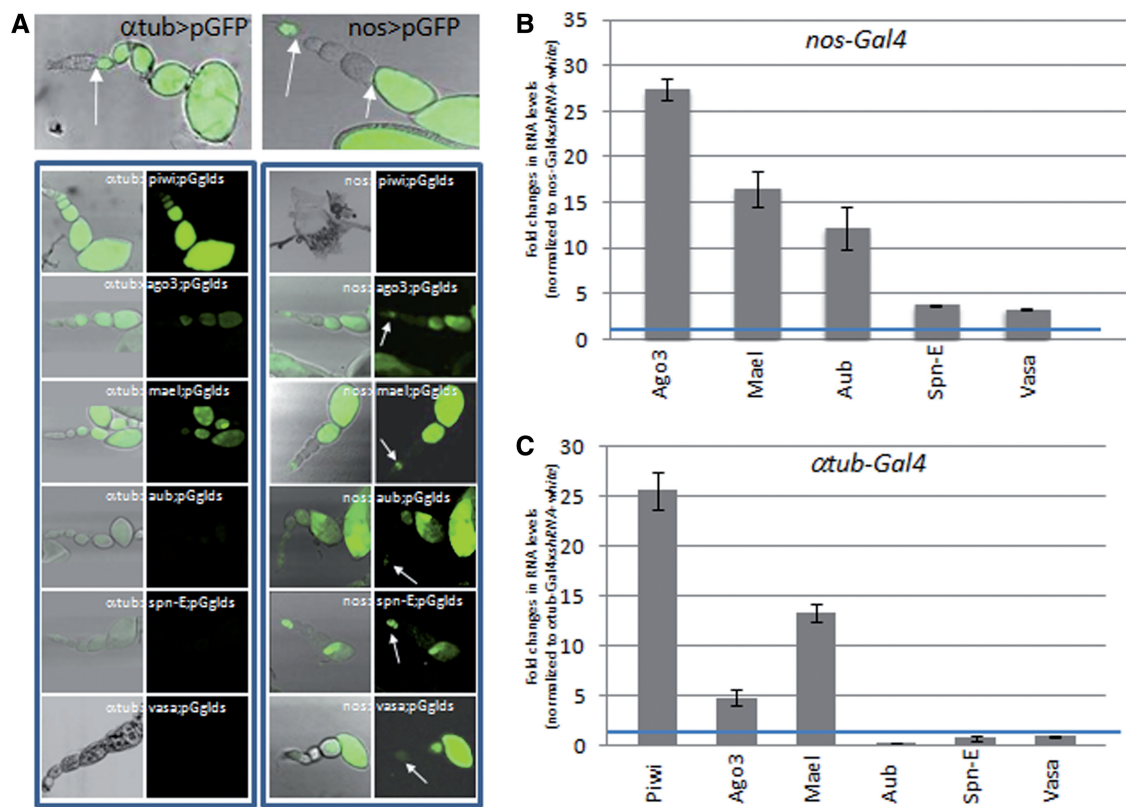 A
αtub>pGFP
nos>pGFP
αtub: piwi;pGglds
nos: piwi;pGglds
αtub: ago3;pGglds
nos: ago3;pGglds
αtub: mael;pGglds
nos: mael;pGglds
αtub: aub;pGglds
nos: aub;pGglds
αtub: spn-E;pGglds
nos: spn-E;pGglds
αtub: vasa;pGglds
nos: vasa;pGglds
B
nos-Gal4
Fold changes in RNA levels
(normalized to nos-Gal4xshRNA-white)
35
30
25
20
15
10
5
0
Ago3
Mael
Aub
Spn-E
Vasa
C
αtub-Gal4
Fold changes in RNA levels
(normalized to αtub-Gal4xshRNA-white)
30
25
20
15
10
5
0
Piwi
Ago3
Mael
Aub
Spn-E
Vasa